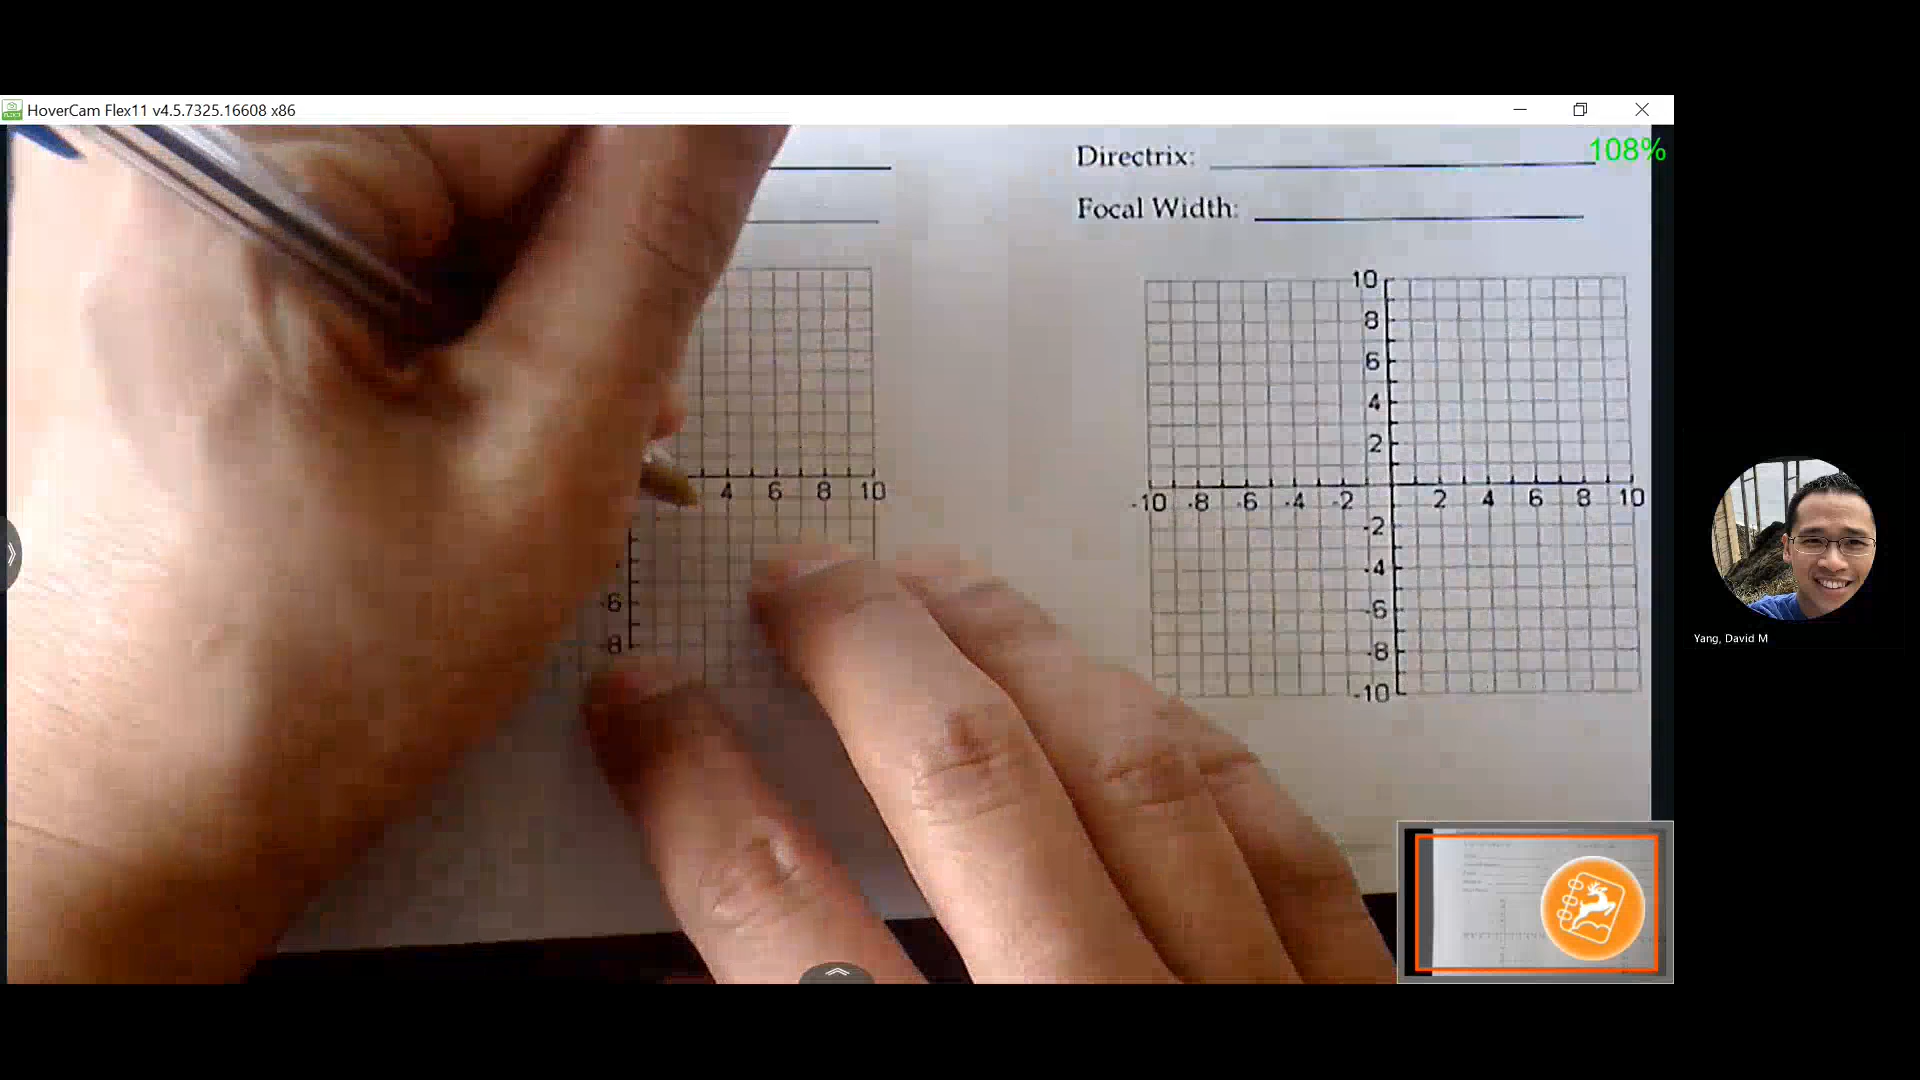 HoverCam Flex11 v4.5.7325.16608 x86
108%
Directrix:
Focal Width:
4 6 8 10
-6
-8
10
8
6
4
2
-10 -8 -6 -4 -2 2 4 6 8 10
-2
-4
-6
-8
-10
Yang, David M